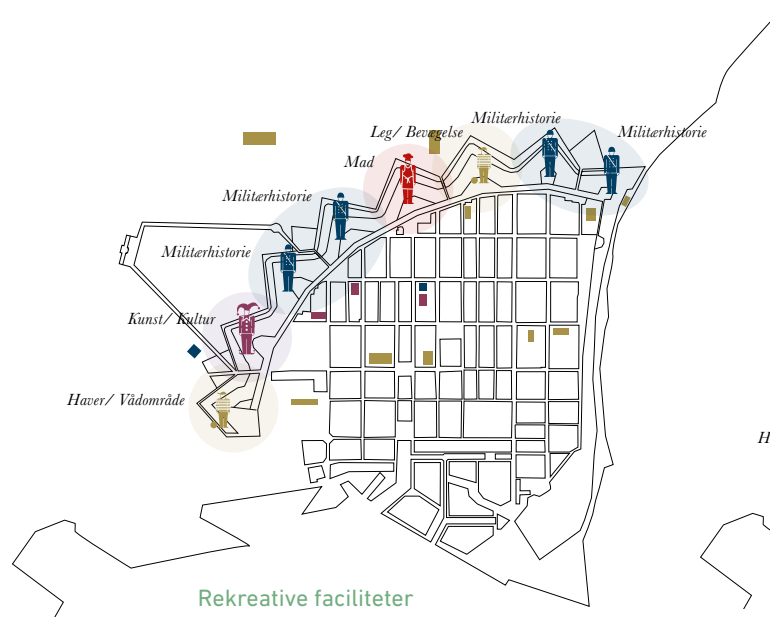 Militærhistorie
Leg/ Bevægelse
Militærhistorie
Mad
Militærhistorie
Militærhistorie
Kunst/ Kultur
Haver/ Vådområde
H
Rekreative faciliteter